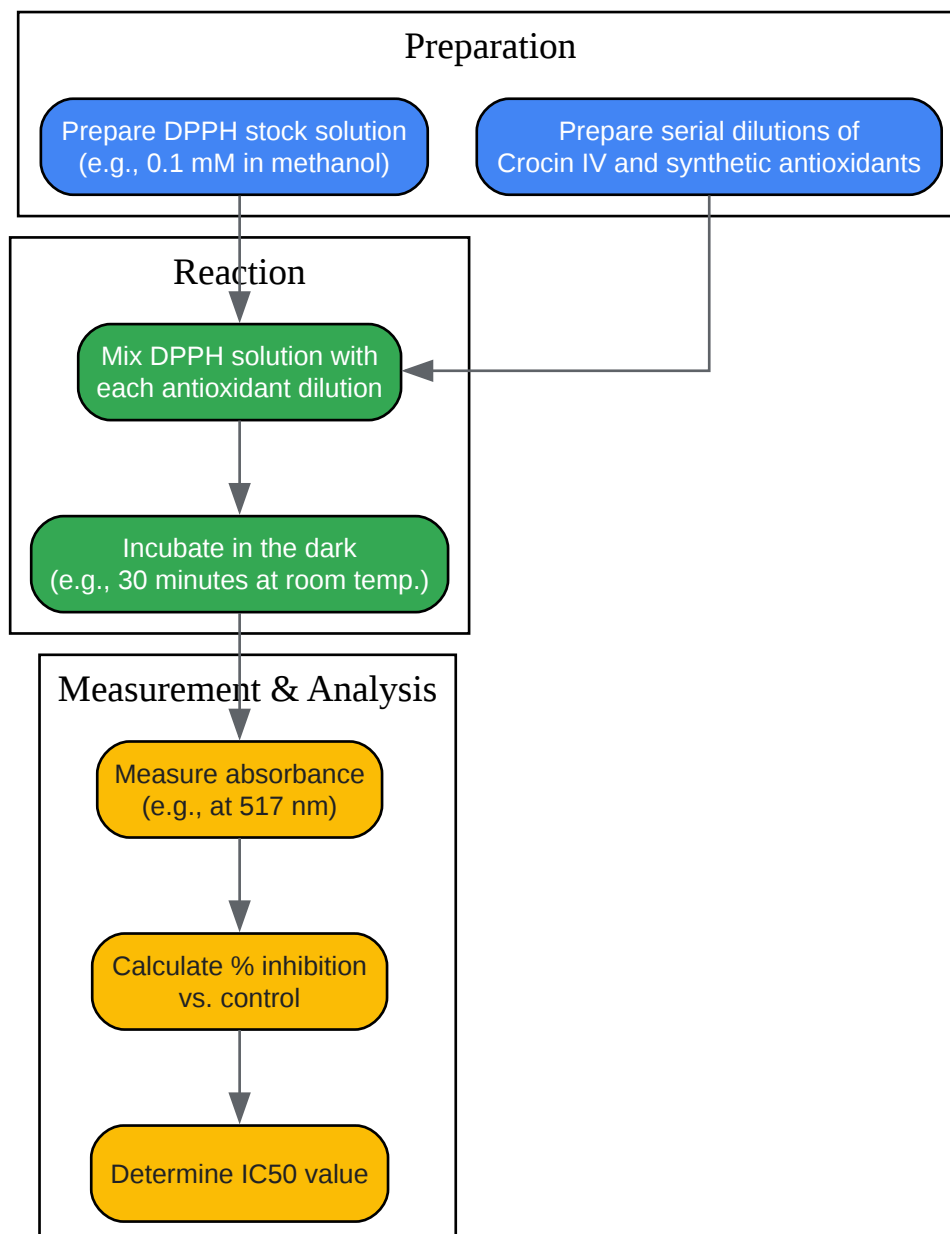 Preparation
Prepare DPPH stock solution
(e.g., 0.1 mM in methanol)
Prepare serial dilutions of
Crocin IV and synthetic antioxidants
Reaction
Mix DPPH solution with
each antioxidant dilution
Incubate in the dark
(e.g., 30 minutes at room temp.)
Measurement & Analysis
Measure absorbance
(e.g., at 517 nm)
Calculate % inhibition
vs. control
Determine IC50 value